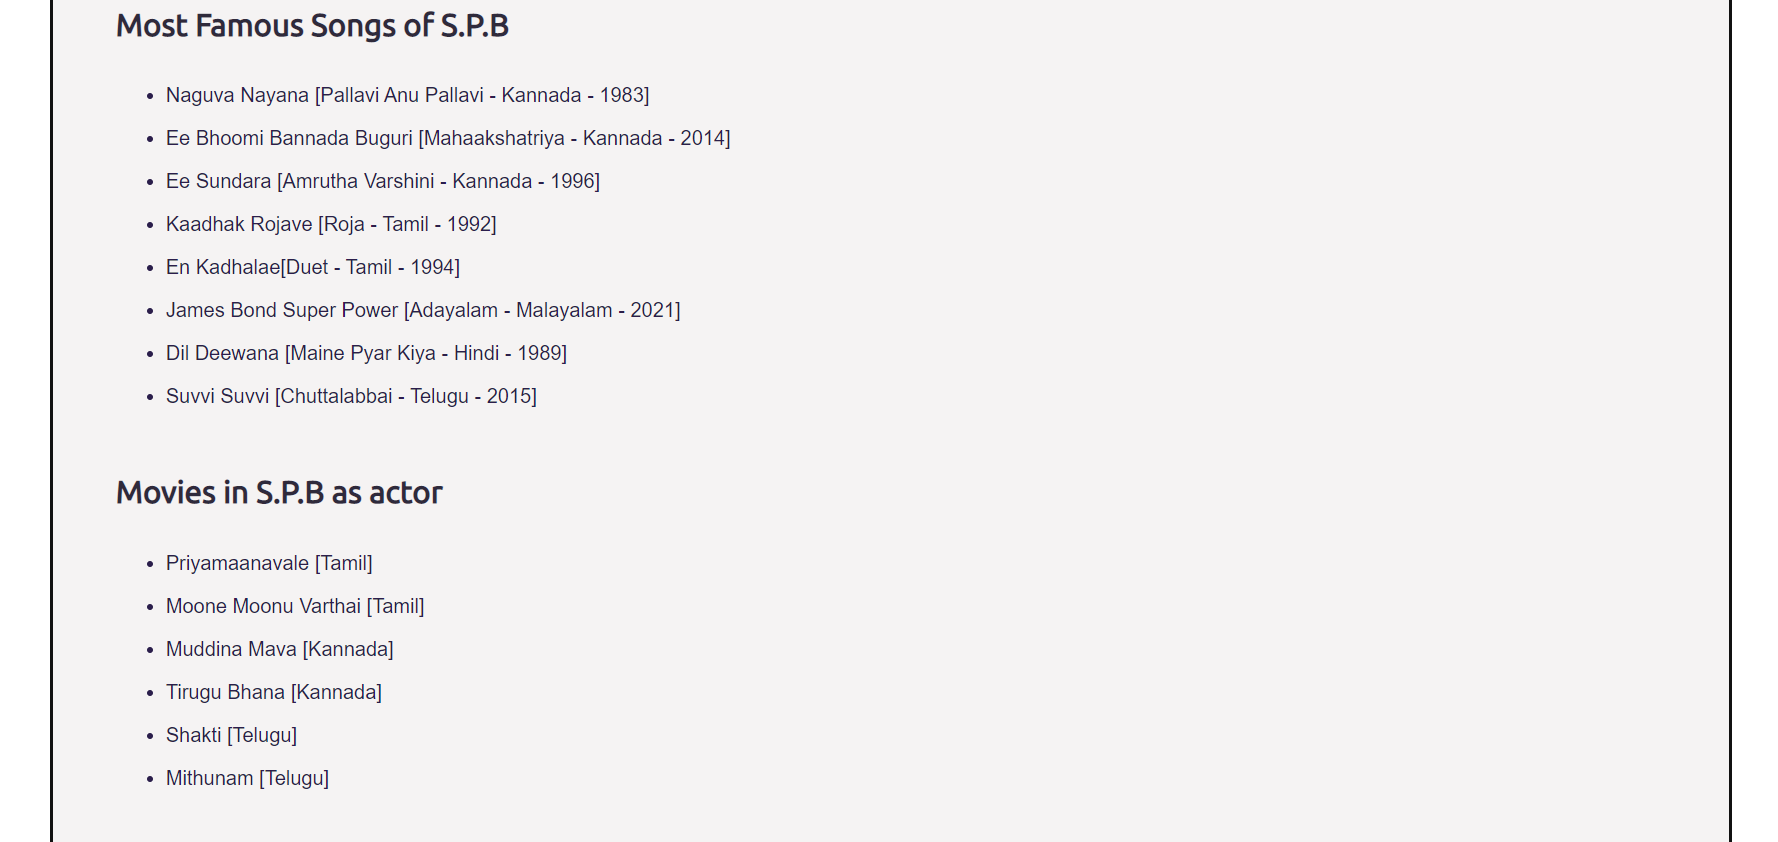 Most Famous Songs of S.P.B
Naguva Nayana [Pallavi Anu Pallavi - Kannada - 1983]
Ee Bhoomi Bannada Buguri [Mahaakshatriya - Kannada - 2014]
Ee Sundara [Amrutha Varshini - Kannada - 1996]
Kaadhak Rojave [Roja - Tamil - 1992]
En Kadhalae[Duet - Tamil - 1994]
James Bond Super Power [Adayalam - Malayalam - 2021]
Dil Deewana [Maine Pyar Kiya - Hindi - 1989]
Suvvi Suvvi [Chuttalabbai - Telugu - 2015]
Movies in S.P.B as actor
Priyamaanavale [Tamil]
Moone Moonu Varthai [Tamil]
Muddina Mava [Kannada]
Tirugu Bhana [Kannada]
Shakti [Telugu]
Mithunam [Telugu]